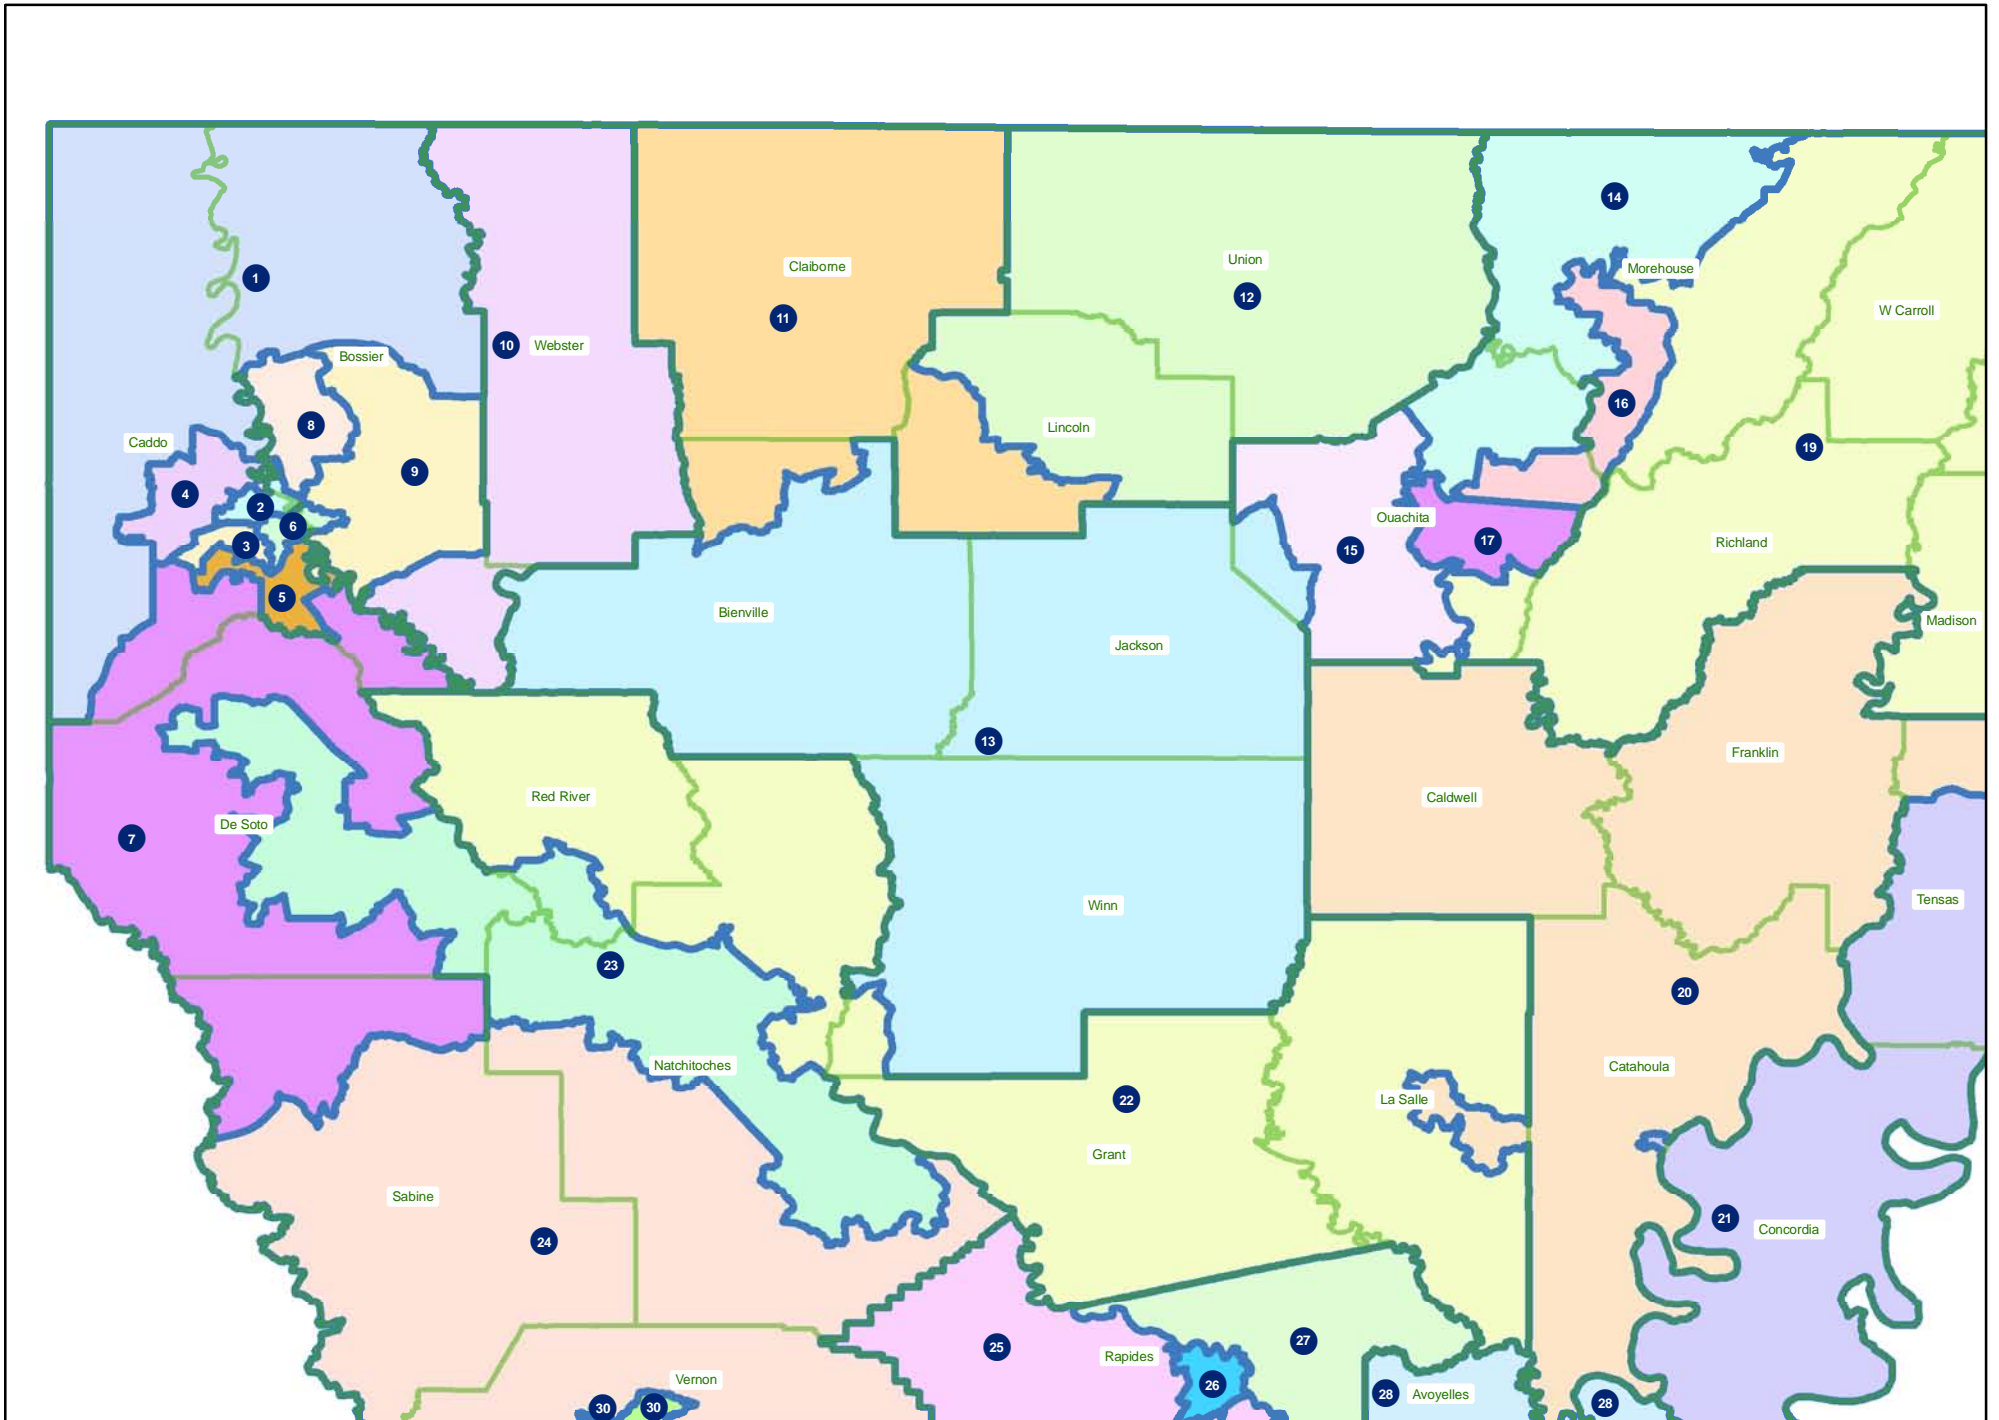 14
Union
Claiborne
Morehouse
1
12
W Carroll
11
10
Webster
Bossier
16
8
Lincoln
Caddo
19
9
4
2
Ouachita
6
17
Richland
3
15
5
Bienville
Madison
Jackson
13
Franklin
Red River
Caldwell
De Soto
7
Tensas
Winn
23
20
Natchitoches
Catahoula
22
La Salle
Grant
Sabine
21
Concordia
24
27
25
Rapides
Vernon
26
28
Avoyelles
28
30
30